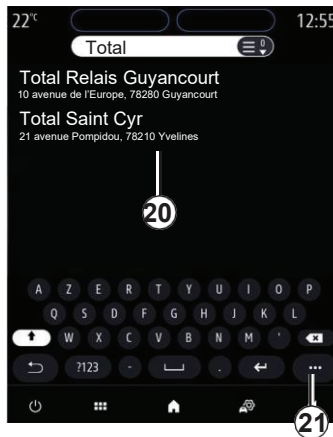 22°C 12:55
Total 0
Total Relais Guyancourt
10 avenue de l'Europe, 78280 Guyancourt
Total Saint Cyr
21 avenue Pompidou, 78210 Yvelines
20
A Z E R T Y U I O P
Q S D F G H J K L
W X C V B N M '
?123 - . ...
21